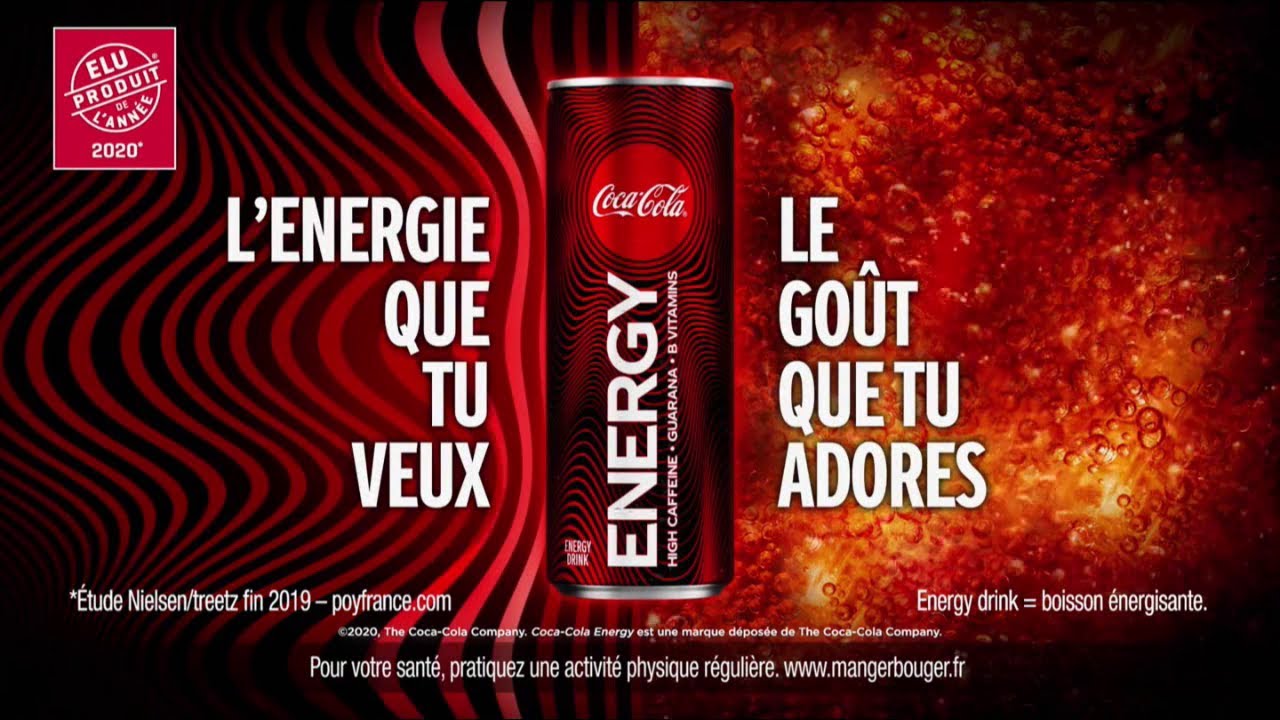 ELU
PRODUIT
DE
L'ANNÉE
2020*
L'ENERGIE
QUE
TU
VEUX
Coca-Cola
ENERGY
HIGH CAFFEINE • GUARANA • B VITAMINS
ENERGY
DRINK
LE
GOÛT
QUE TU
ADORES
*Étude Nielsen/treetz fin 2019 – poyfrance.com
Energy drink = boisson énergisante.
©2020, The Coca-Cola Company. Coca-Cola Energy est une marque déposée de The Coca-Cola Company.
Pour votre santé, pratiquez une activité physique régulière. www.mangerbouger.fr